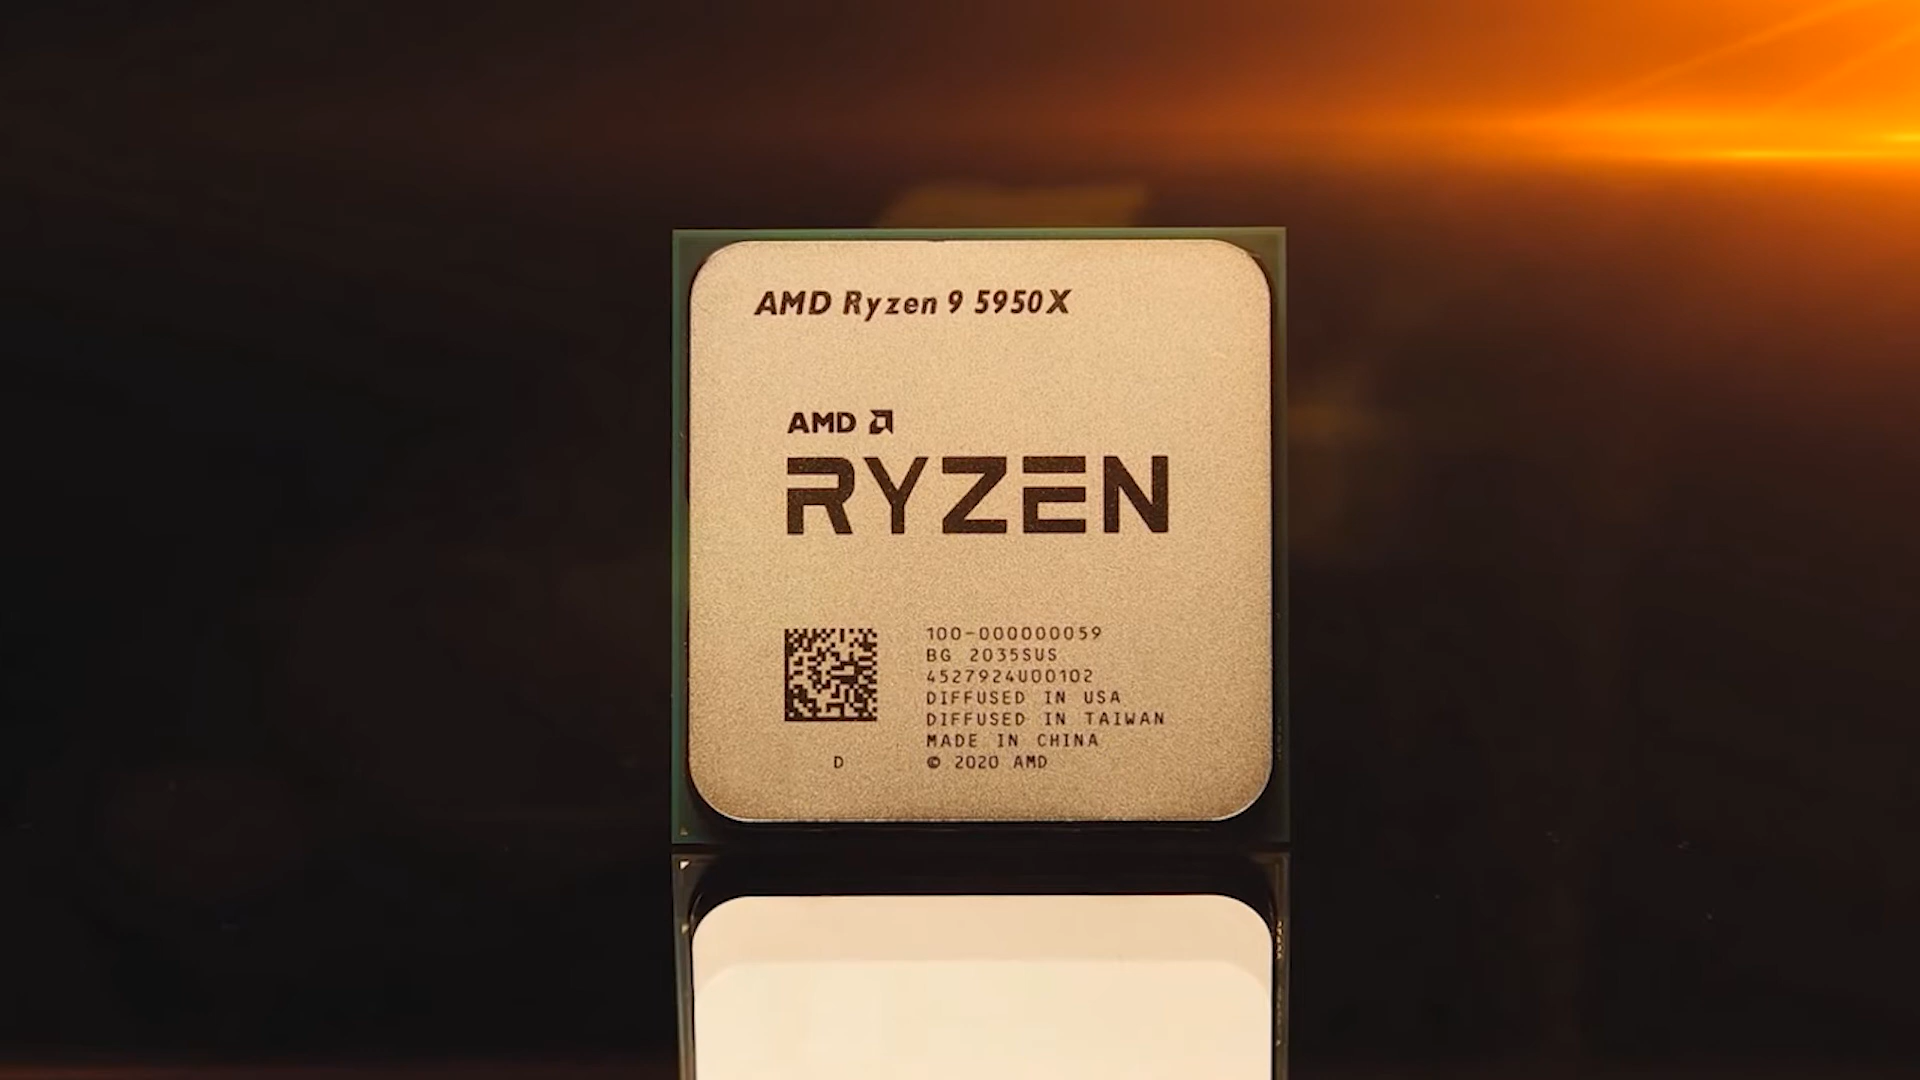 AMD Ryzen 9 5950X
AMD
RYZEN
100-000000059
BG 2035SUS
4527924U00102
DIFFUSED IN USA
DIFFUSED IN TAIWAN
MADE IN CHINA
D © 2020 AMD